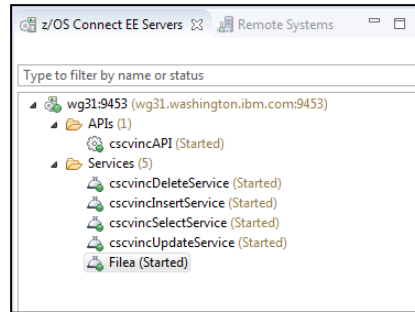 z/OS Connect EE Servers Remote Systems
Type to filter by name or status
wg31:9453 (wg31.washington.ibm.com:9453)
APIs (1)
cscvincAPI (Started)
Services (5)
cscvincDeleteService (Started)
cscvincInsertService (Started)
cscvincSelectService (Started)
cscvincUpdateService (Started)
Filea (Started)